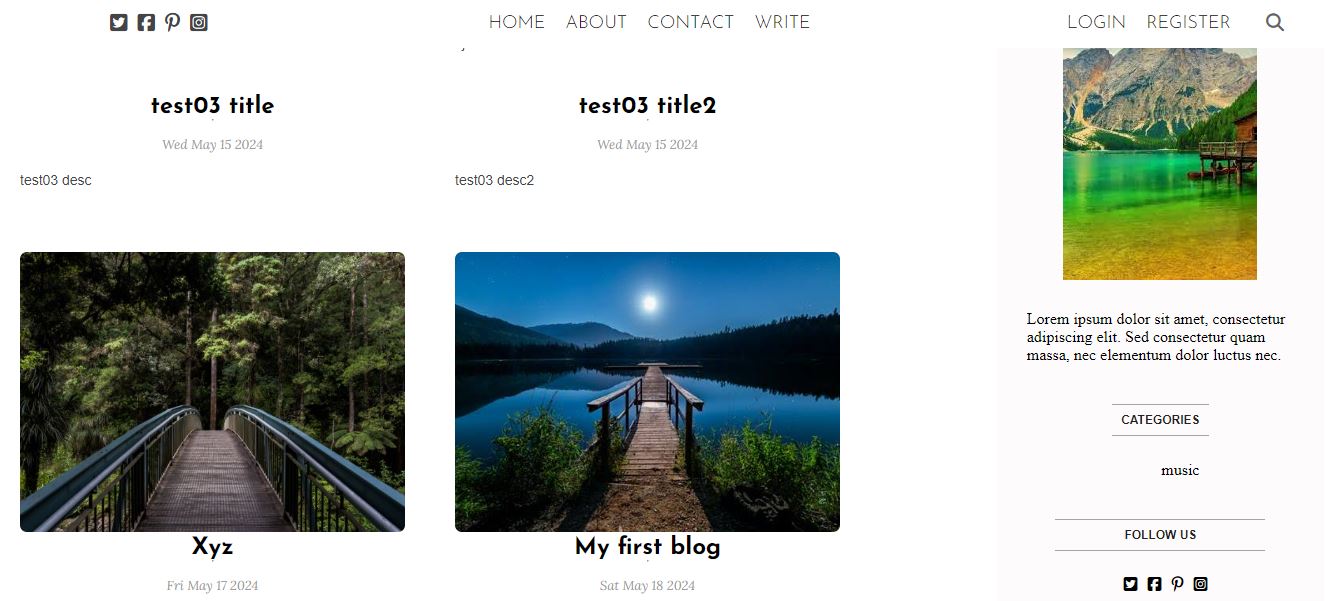 HOME ABOUT CONTACT WRITE LOGIN REGISTER
test03 title
Wed May 15 2024
test03 desc
test03 title2
Wed May 15 2024
test03 desc2
Xyz
Fri May 17 2024
My first blog
Sat May 18 2024
Lorem ipsum dolor sit amet, consectetur
adipiscing elit. Sed consectetur quam
massa, nec elementum dolor luctus nec.
CATEGORIES
music
FOLLOW US